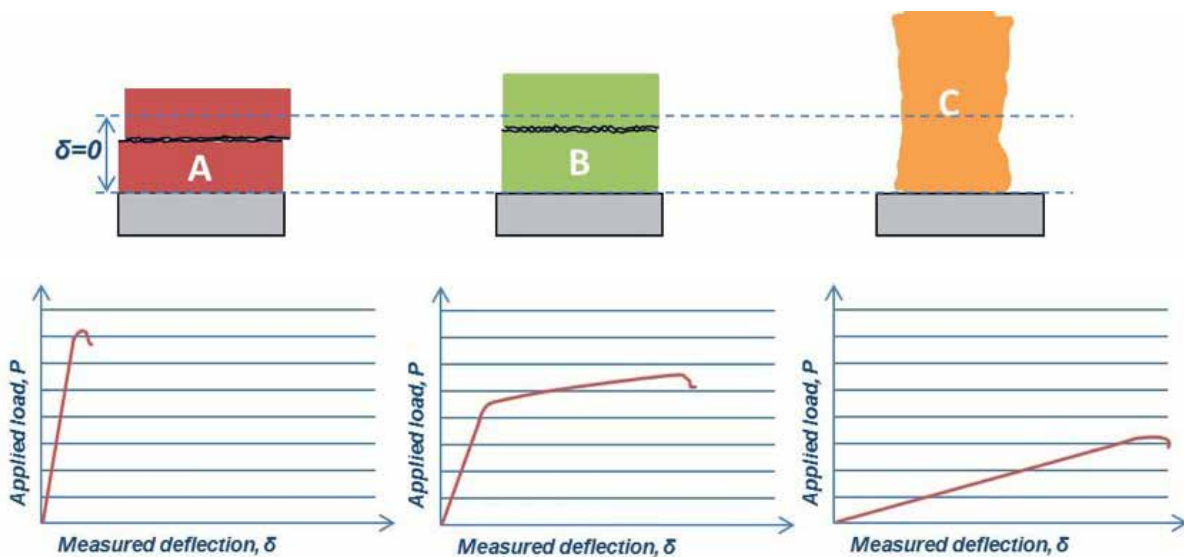 C
δ=0
A
B
Applied load, P
Applied load, P
Applied load, P
Measured deflection, δ
Measured deflection, δ
Measured deflection, δ